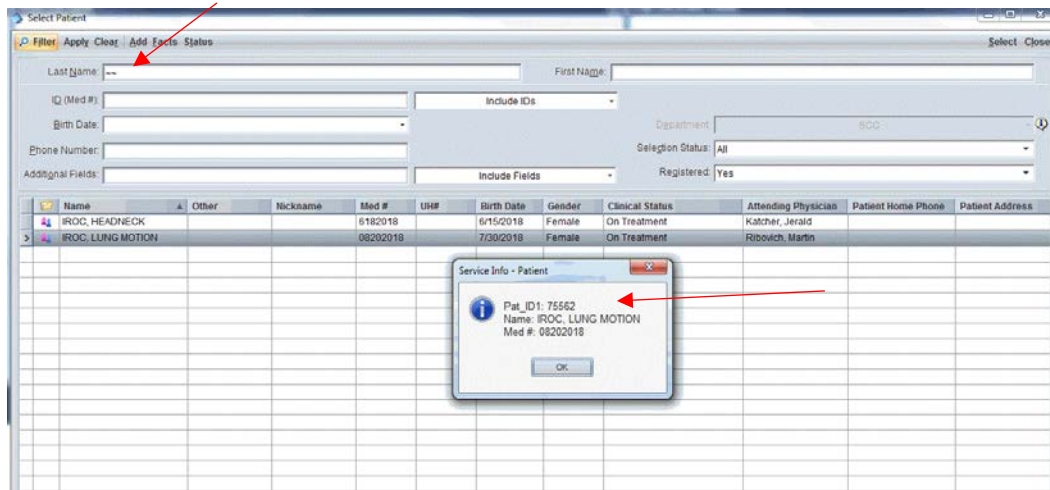 Select Patient
Filter Apply Clear Add Facts Status Select Close
Last Name: ~~ First Name:
ID (Med #): Include IDs
Birth Date: Department: SCC
Phone Number: Selection Status: All
Additional Fields: Include Fields Registered: Yes
Name Other Nickname Med # UH# Birth Date Gender Clinical Status Attending Physician Patient Home Phone Patient Address
IROC, HEADNECK 6182018 6/15/2018 Female On Treatment Katcher, Jerald
IROC, LUNG MOTION 08202018 7/30/2018 Female On Treatment Ribovich, Martin
Service Info - Patient
Pat_ID1: 75562
Name: IROC, LUNG MOTION
Med #: 08202018
OK